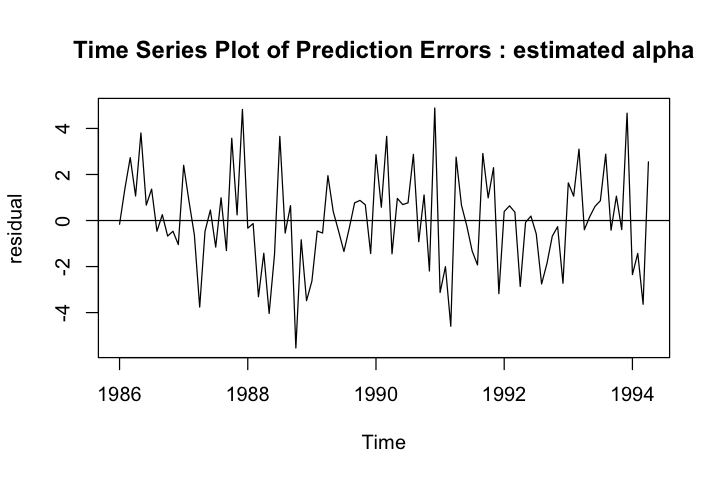 Time Series Plot of Prediction Errors : estimated alpha
residual
4
2
0
-2
-4
1986 1988 1990 1992 1994
Time